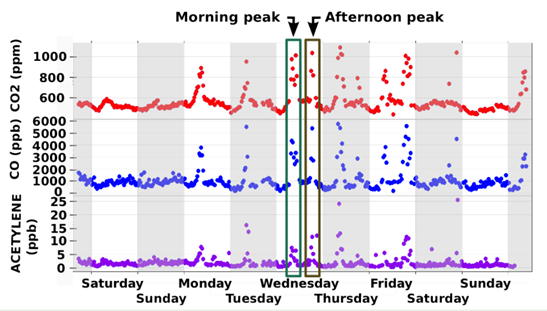 Morning peak
Afternoon peak
CO2 (ppm)
1000
800
600
CO (ppb)
6000
5000
4000
3000
2000
1000
0
ACETYLENE
(ppb)
25
20
15
10
5
0
Saturday
Sunday
Monday
Tuesday
Wednesday
Thursday
Friday
Saturday
Sunday